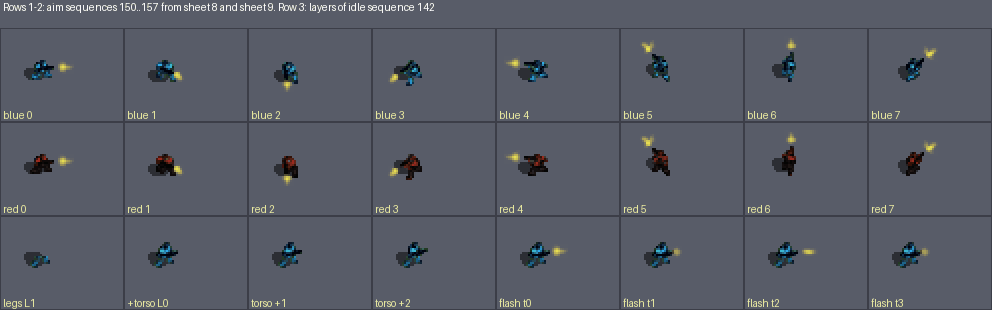 Rows 1-2: aim sequences 150..157 from sheet 8 and sheet 9. Row 3: layers of idle sequence 142
blue 0 blue 1 blue 2 blue 3 blue 4 blue 5 blue 6 blue 7
red 0 red 1 red 2 red 3 red 4 red 5 red 6 red 7
legs L1 +torso L0 torso +1 torso +2 flash t0 flash t1 flash t2 flash t3